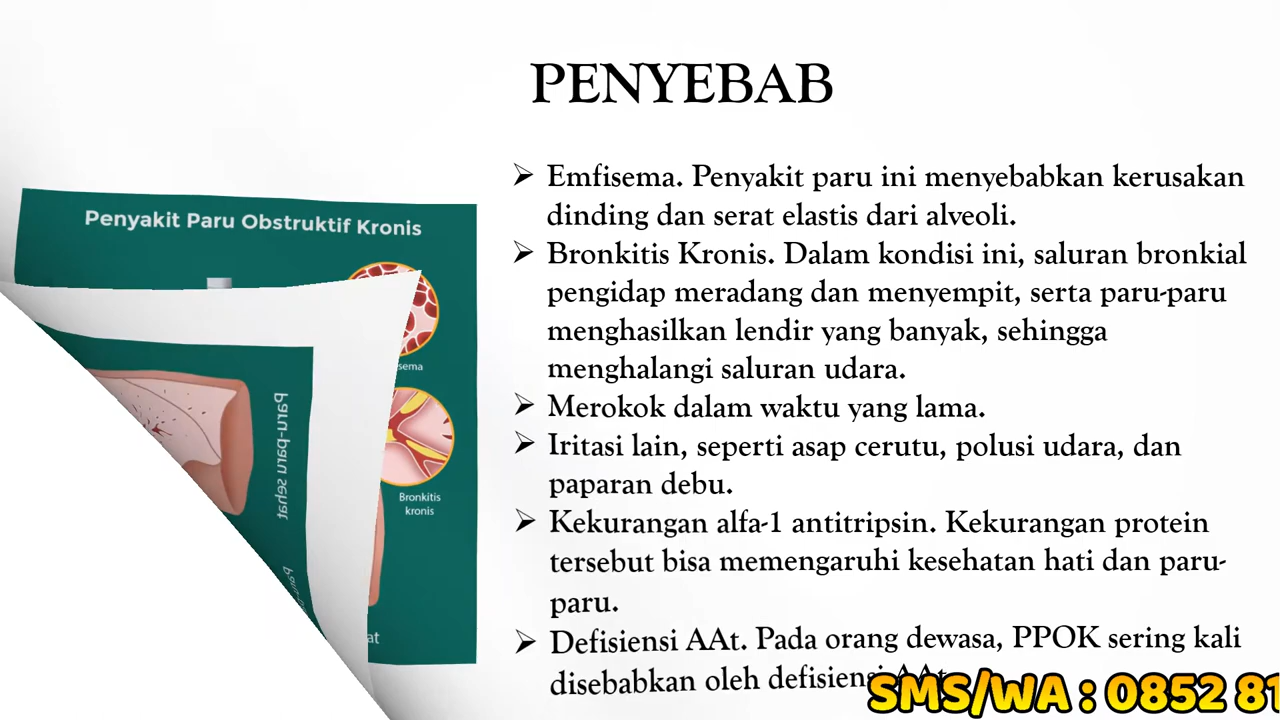 PENYEBAB
Penyakit Paru Obstruktif Kronis
sema
Bronkitis
kronis
Paru-paru sehat
at
➢ Emfisema. Penyakit paru ini menyebabkan kerusakan
dinding dan serat elastis dari alveoli.
➢ Bronkitis Kronis. Dalam kondisi ini, saluran bronkial
pengidap meradang dan menyempit, serta paru-paru
menghasilkan lendir yang banyak, sehingga
menghalangi saluran udara.
➢ Merokok dalam waktu yang lama.
➢ Iritasi lain, seperti asap cerutu, polusi udara, dan
paparan debu.
➢ Kekurangan alfa-1 antitripsin. Kekurangan protein
tersebut bisa memengaruhi kesehatan hati dan paru-
paru.
➢ Defisiensi AAt. Pada orang dewasa, PPOK sering kali
disebabkan oleh defisiensi AAt
SMS/WA : 0852 81